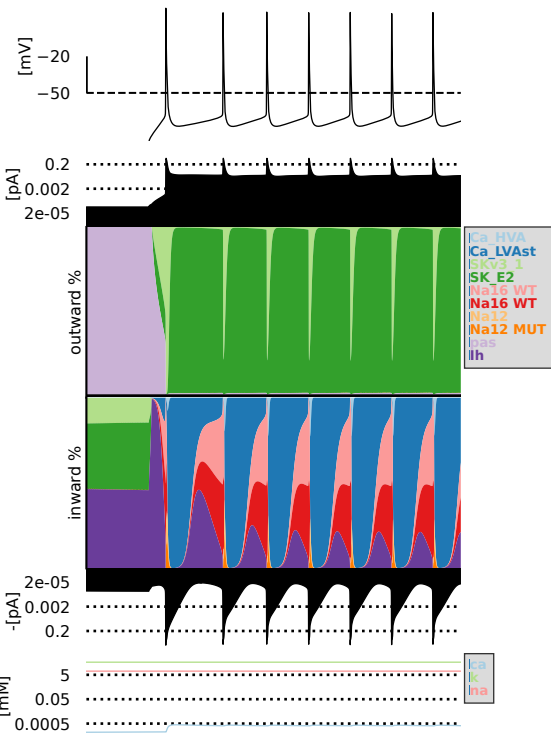 [mV]
−20
−50
[pA]
0.2
0.002
2e-05
outward %
Ca_HVA
Ca_LVAst
SKv3_1
SK_E2
Na16 WT
Na16 WT
Na12
Na12 MUT
pas
Ih
inward %
-[pA]
2e-05
0.002
0.2
[mM]
5
0.05
0.0005
ca
k
na